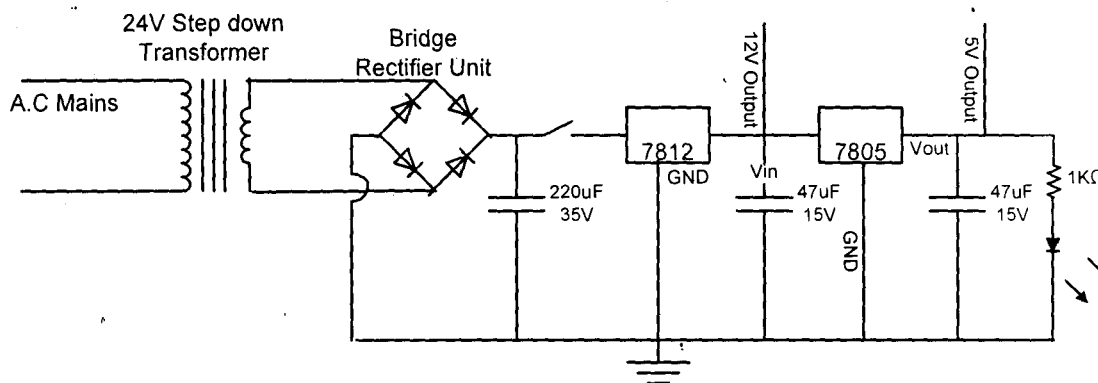 24V Step down
Transformer
A.C Mains
Bridge
Rectifier Unit
220uF
35V
7812
GND
12V Output
Vin
47uF
15V
7805
GND
Vout
5V Output
47uF
15V
1KΩ